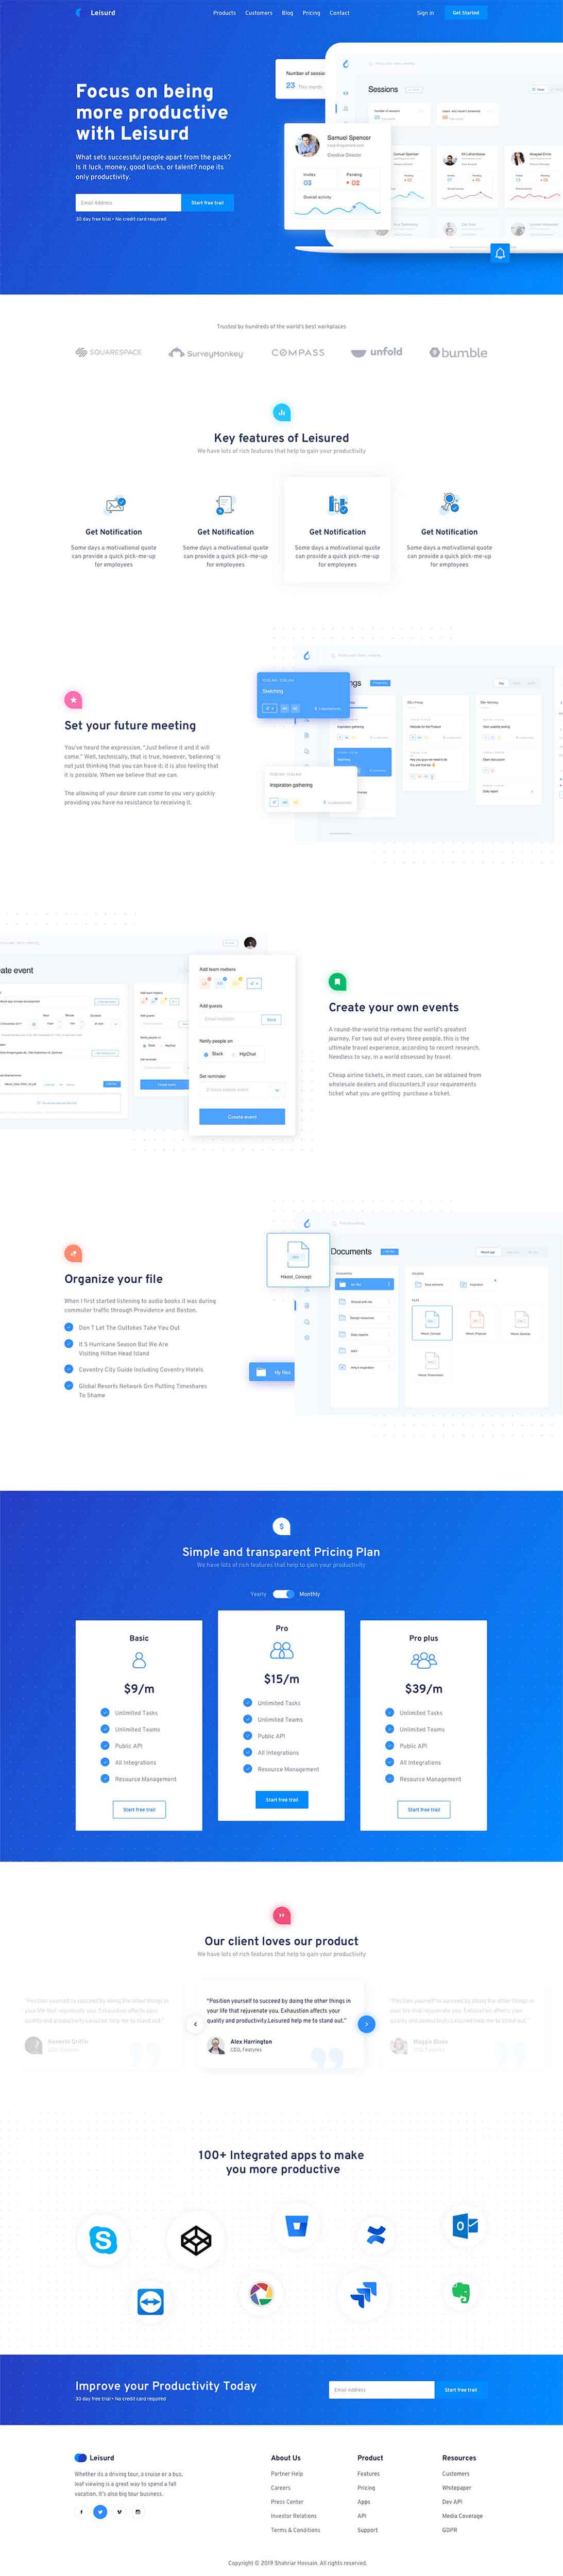 Leisurd
Products Customers Blog Pricing Contact
Sign in Get Started
Focus on being
more productive
with Leisurd
What sets successful people apart from the pack?
Is it luck, money, good lucks, or talent? nope its
only productivity.
Email Address Start free trail
30 day free trial • No credit card required
Number of sessio
23 This month
Sessions
Samuel Spencer
Creative Director
Invites Pending
03 02
Overall activity
Trusted by hundreds of the world's best workplaces
SQUARESPACE SurveyMonkey COMPASS unfold bumble
Key features of Leisured
We have lots of rich features that help to gain your productivity
Get Notification Get Notification Get Notification Get Notification
Some days a motivational quote Some days a motivational quote Some days a motivational quote Some days a motivational quote
can provide a quick pick-me-up can provide a quick pick-me-up can provide a quick pick-me-up can provide a quick pick-me-up
for employees for employees for employees for employees
Set your future meeting
You've heard the expression, "Just believe it and it will
come." Well, technically, that is true, however, 'believing' is
not just thinking that you can have it; it is also feeling that
it is possible. When we believe that we can.
The allowing of your desire can come to you very quickly
providing you have no resistance to receiving it.
ngs
Sketching
Inspiration gathering
ate event
Add team mebers
Add guests
Send
Notify people on
Slack HipChat
Set reminder
Create event
Create your own events
A round-the-world trip remains the world's greatest
journey. For two out of every three people, this is the
ultimate travel experience, according to recent research.
Needless to say, in a world obsessed by travel.
Cheap airline tickets, in most cases, can be obtained from
wholesale dealers and discounters.If your requirements
ticket what you are getting purchase a ticket.
Organize your file
When I first started listening to audio books it was during
commuter traffic through Providence and Boston.
Don T Let The Outtakes Take You Out
It S Hurricane Season But We Are
Visiting Hilton Head Island
Coventry City Guide Including Coventry Hotels
Global Resorts Network Grn Putting Timeshares
To Shame
Documents
Hikost_Concept
My files
Simple and transparent Pricing Plan
We have lots of rich features that help to gain your productivity
Yearly Monthly
Basic
$9/m
Unlimited Tasks
Unlimited Teams
Public API
All Integrations
Resource Management
Start free trail
Pro
$15/m
Unlimited Tasks
Unlimited Teams
Public API
All Integrations
Resource Management
Start free trail
Pro plus
$39/m
Unlimited Tasks
Unlimited Teams
Public API
All Integrations
Resource Management
Start free trail
Our client loves our product
We have lots of rich features that help to gain your productivity
"Position yourself to succeed by doing the other things in
your life that rejuvenate you. Exhaustion affects your
quality and productivity.Leisured help me to stand out."
Alex Harrington
CEO, Features
100+ Integrated apps to make
you more productive
Improve your Productivity Today
30 day free trial • No credit card required
Email Address Start free trail
Leisurd
Whether its a driving tour, a cruise or a bus,
leaf viewing is a great way to spend a fall
vacation. It's also big tour business.
About Us
Partner Help
Careers
Press Center
Investor Relations
Terms & Conditions
Product
Features
Pricing
Apps
API
Support
Resources
Customers
Whitepaper
Dev API
Media Coverage
GDPR
Copyright © 2019 Shahriar Hossain. All rights reserved.